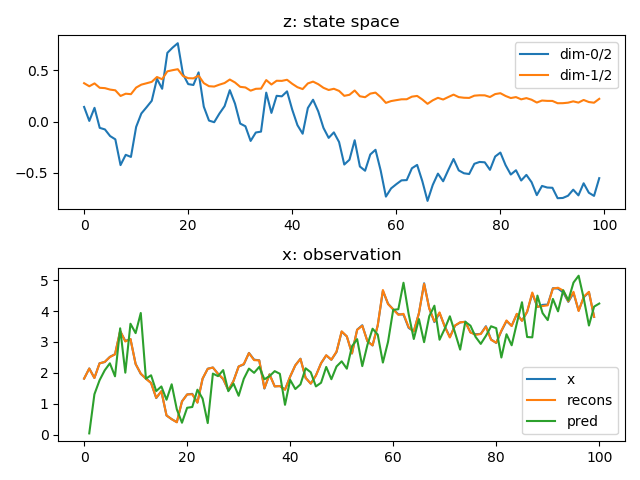 z: state space
dim-0/2
dim-1/2
0.5
0.0
−0.5
0 20 40 60 80 100
x: observation
5
4
3
2
1
0
x
recons
pred
0 20 40 60 80 100